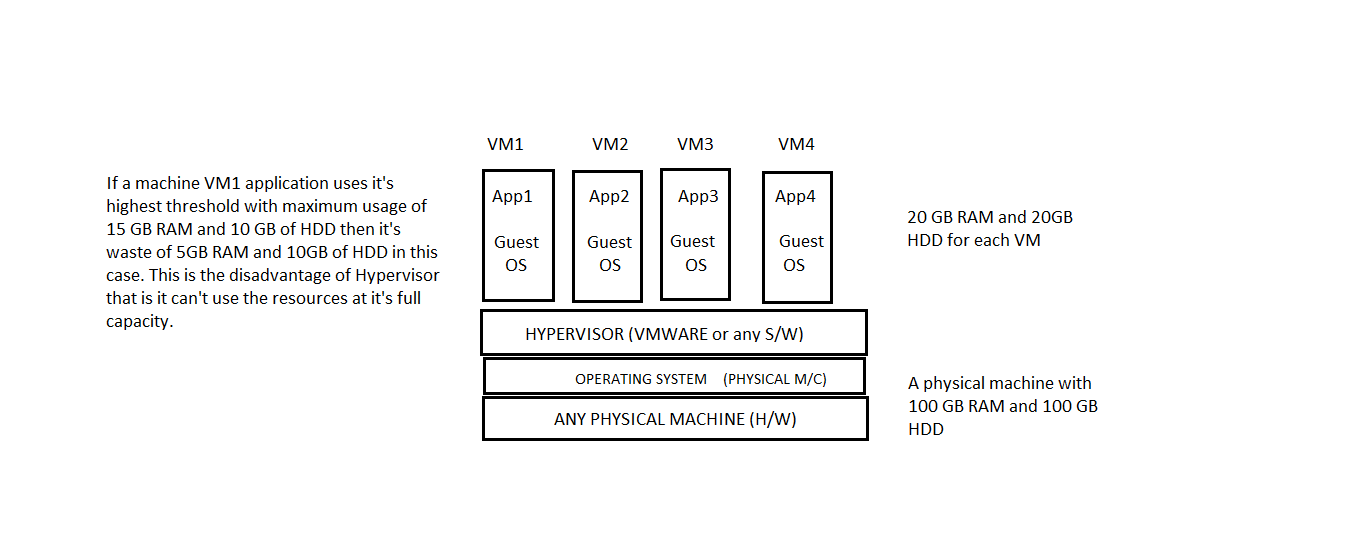 VM1 VM2 VM3 VM4
If a machine VM1 application uses it's
highest threshold with maximum usage of
15 GB RAM and 10 GB of HDD then it's
waste of 5GB RAM and 10GB of HDD in this
case. This is the disadvantage of Hypervisor
that is it can't use the resources at it's full
capacity.
App1
Guest
OS
App2
Guest
OS
App3
Guest
OS
App4
Guest
OS
20 GB RAM and 20GB
HDD for each VM
HYPERVISOR (VMWARE or any S/W)
OPERATING SYSTEM (PHYSICAL M/C)
ANY PHYSICAL MACHINE (H/W)
A physical machine with
100 GB RAM and 100 GB
HDD